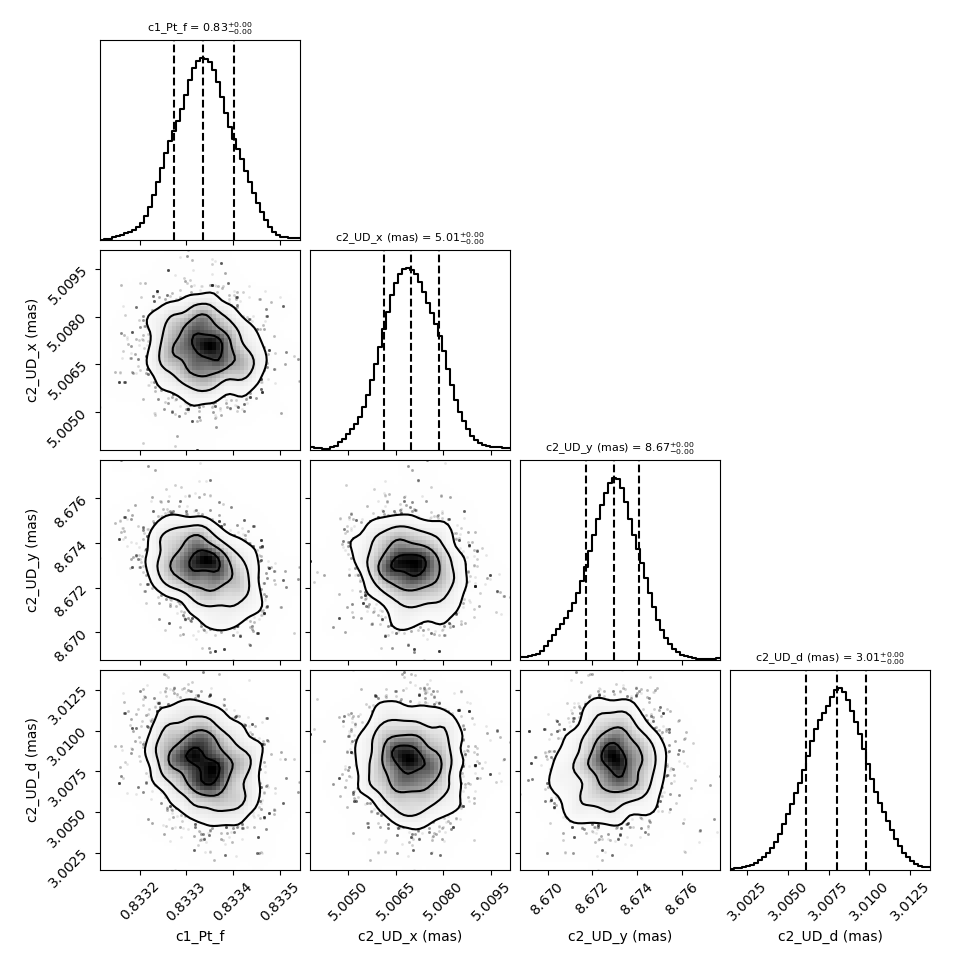 c1_Pt_f = 0.83+0.00 −0.00
c2_UD_x (mas) = 5.01+0.00 −0.00
5.0095
5.0080
5.0065
5.0050
c2_UD_x (mas)
c2_UD_y (mas) = 8.67+0.00 −0.00
8.676
8.674
8.672
8.670
c2_UD_y (mas)
c2_UD_d (mas) = 3.01+0.00 −0.00
3.0125
3.0100
3.0075
3.0050
3.0025
c2_UD_d (mas)
0.8332 0.8333 0.8334 0.8335 5.0050 5.0065 5.0080 5.0095 8.670 8.672 8.674 8.676 3.0025 3.0050 3.0075 3.0100 3.0125
c1_Pt_f c2_UD_x (mas) c2_UD_y (mas) c2_UD_d (mas)